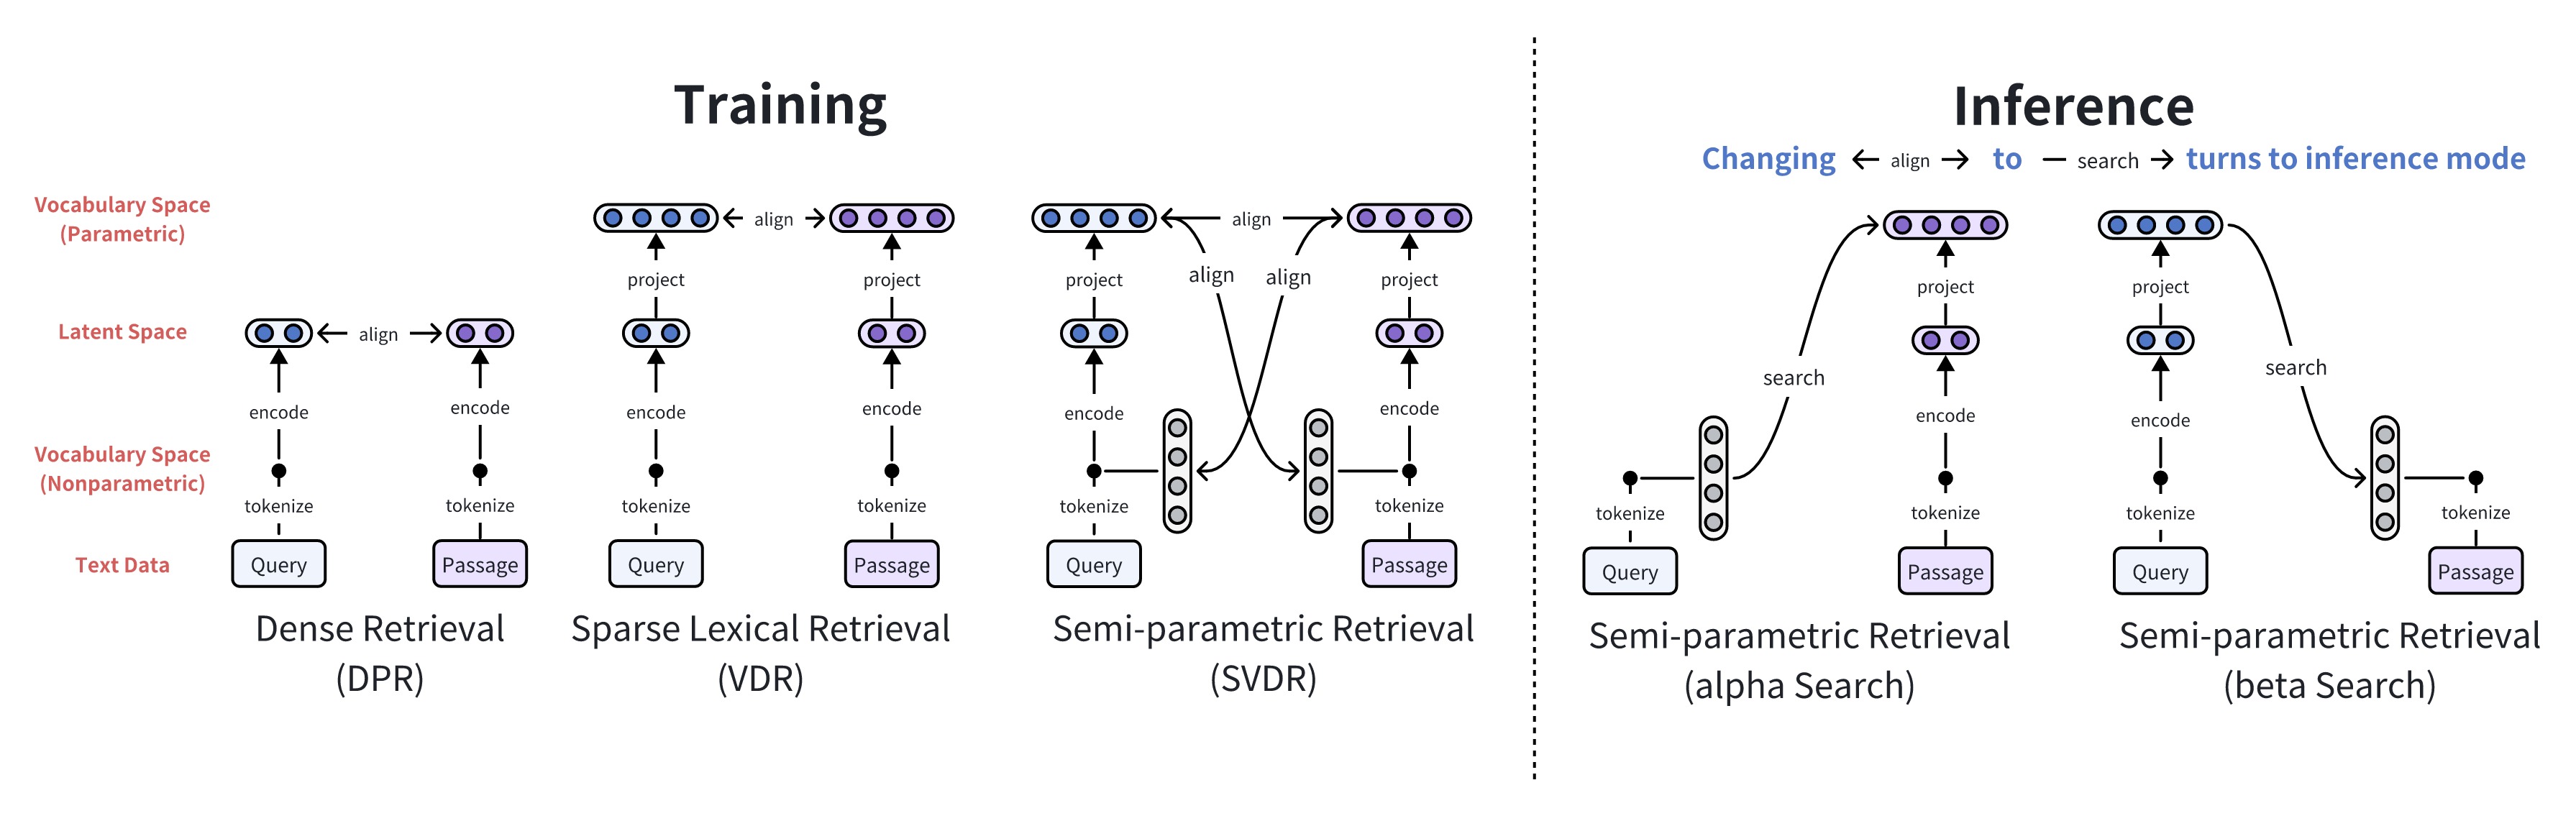 Training
Inference
Changing align to search turns to inference mode
Vocabulary Space
(Parametric)
align
align
project
project
project
project
align
align
project
project
Latent Space
align
search
search
encode
encode
encode
encode
encode
encode
encode
encode
Vocabulary Space
(Nonparametric)
tokenize
tokenize
tokenize
tokenize
tokenize
tokenize
tokenize
tokenize
tokenize
tokenize
Text Data
Query
Passage
Query
Passage
Query
Passage
Query
Passage
Query
Passage
Dense Retrieval
(DPR)
Sparse Lexical Retrieval
(VDR)
Semi-parametric Retrieval
(SVDR)
Semi-parametric Retrieval
(alpha Search)
Semi-parametric Retrieval
(beta Search)